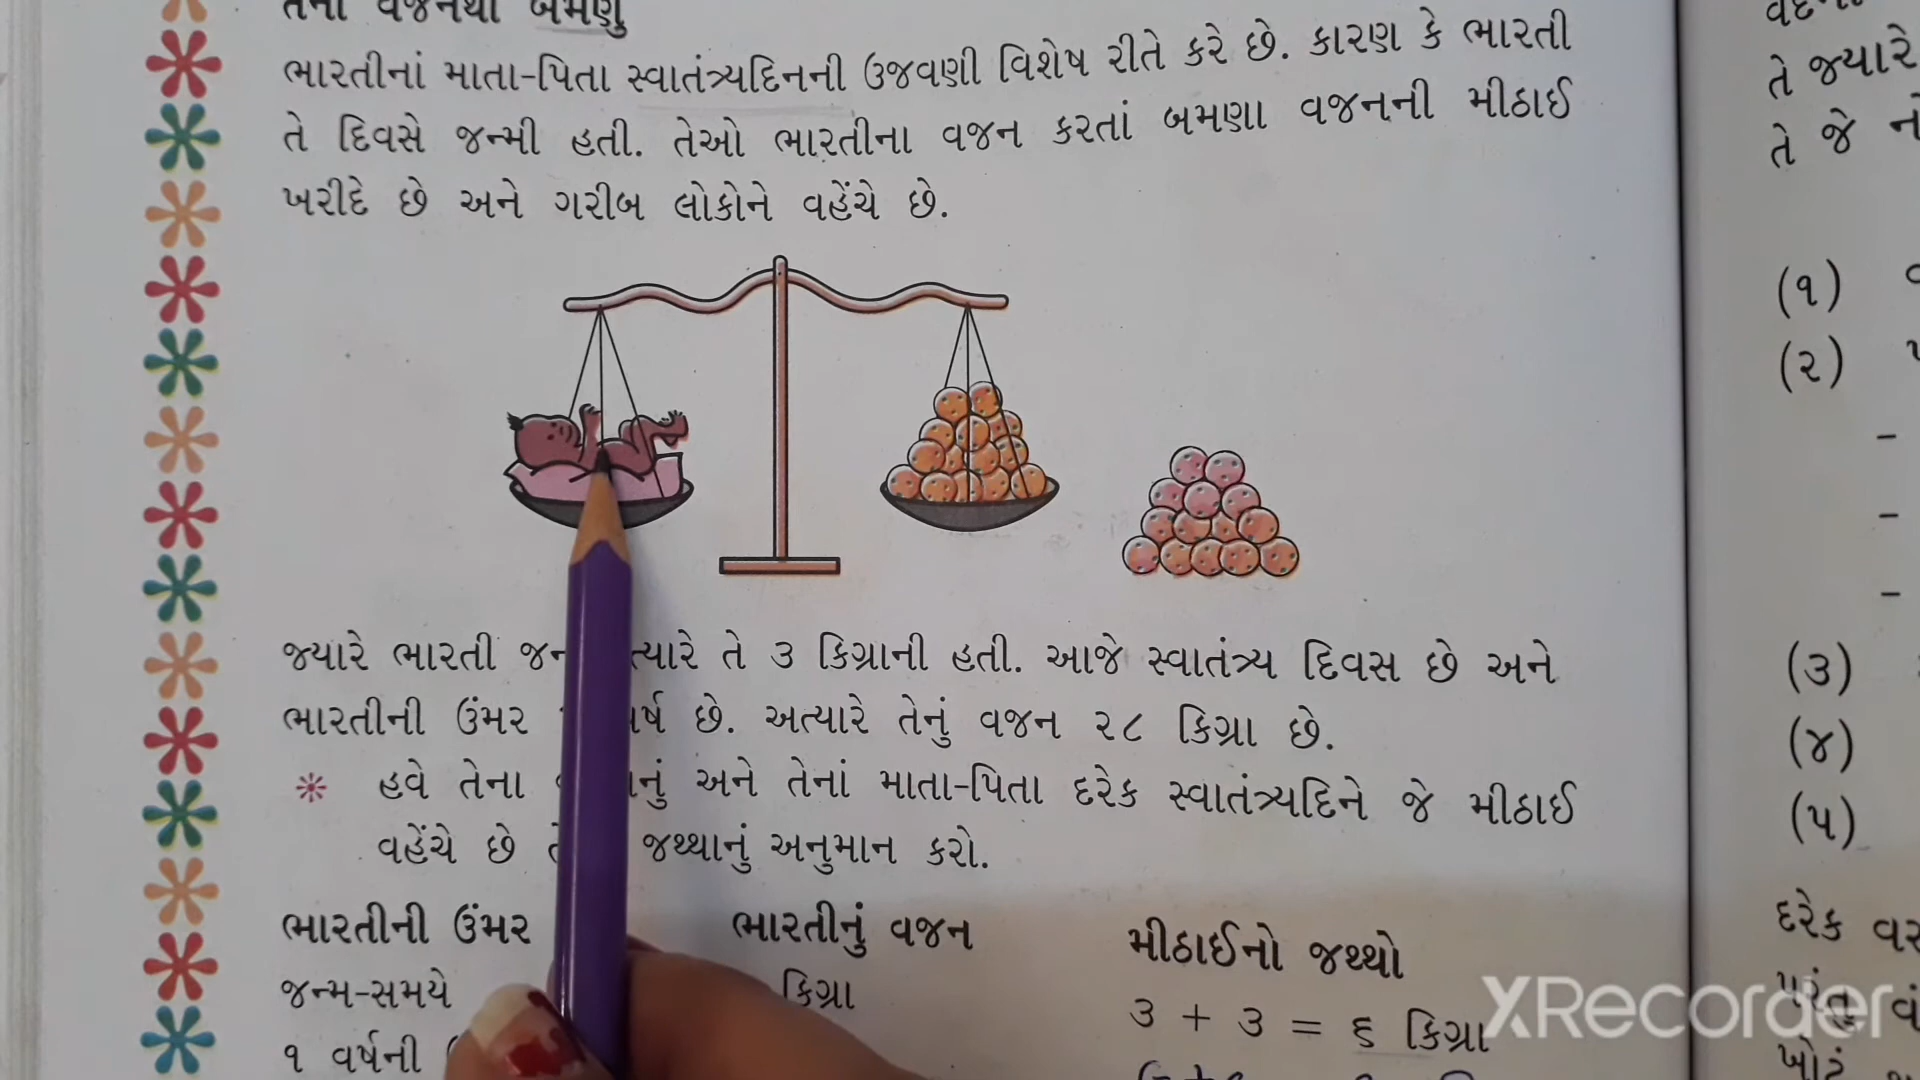 તેના વજનથી બમણું
ભારતીનાં માતા-પિતા સ્વાતંત્ર્યદિનની ઉજવણી વિશેષ રીતે કરે છે. કારણ કે ભારતી
તે દિવસે જન્મી હતી. તેઓ ભારતીના વજન કરતાં બમણા વજનની મીઠાઈ
ખરીદે છે અને ગરીબ લોકોને વહેંચે છે.
જ્યારે ભારતી ત્યારે તે ૩ કિગ્રાની હતી. આજે સ્વાતંત્ર્ય દિવસ છે અને
ભારતીની ઉંમર વર્ષ છે. અત્યારે તેનું વજન ૨૮ કિગ્રા છે.
હવે તેના અને તેનાં માતા-પિતા દરેક સ્વાતંત્ર્યદિને જે મીઠાઈ
વહેંચે છે જથ્થાનું અનુમાન કરો.
ભારતીની ઉંમર ભારતીનું વજન મીઠાઈનો જથ્થો
જન્મ-સમયે કિગ્રા ૩ + ૩ = ૬ કિગ્રા
૧ વર્ષની
તે જ્યારે
તે જે
(૧)
(૨)
-
-
-
(૩)
(૪)
(૫)
દરેક
પરંતુ
ખોટું
XRecorder